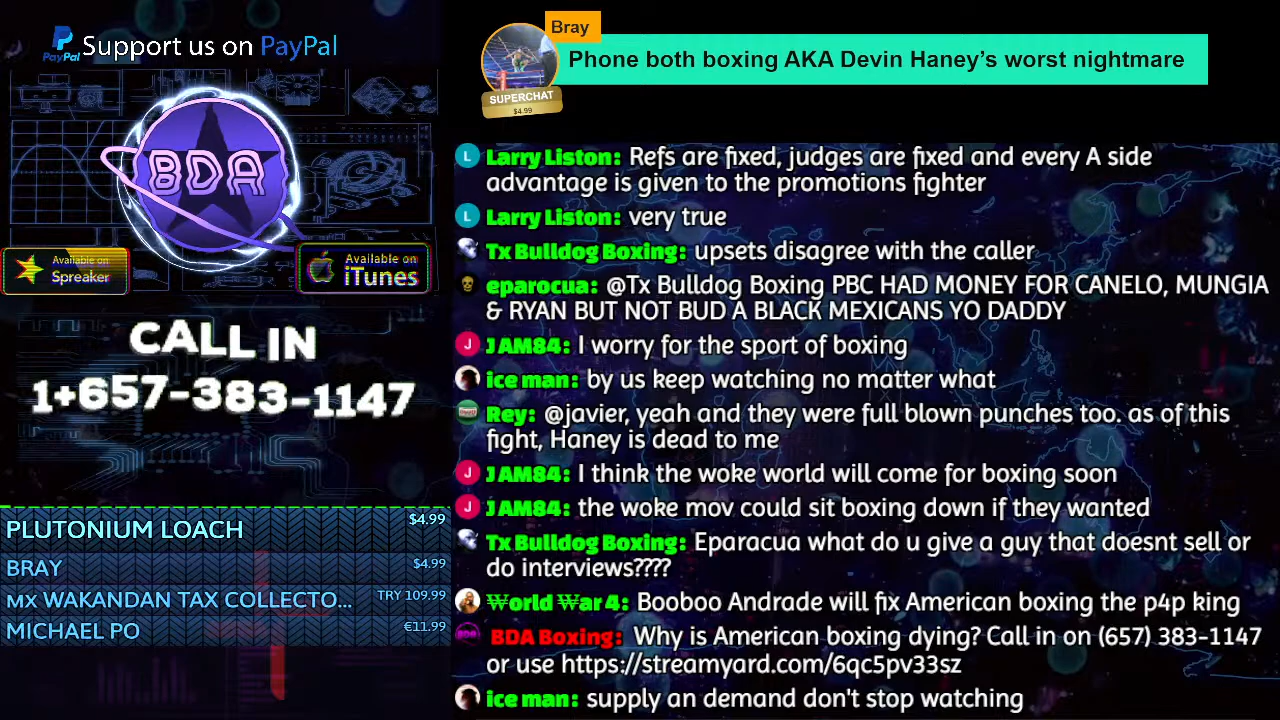 PayPal
Support us on PayPal
BDA
Available on
Spreaker
Available on
iTunes
CALL IN
1+657-383-1147
PLUTONIUM LOACH $4.99
BRAY $4.99
MX WAKANDAN TAX COLLECTO... TRY 109,99
MICHAEL PO €11.99
Bray
Phone both boxing AKA Devin Haney’s worst nightmare
SUPERCHAT
$4.99
L Larry Liston: Refs are fixed, judges are fixed and every A side
advantage is given to the promotions fighter
L Larry Liston: very true
Tx Bulldog Boxing: upsets disagree with the caller
eparocua: @Tx Bulldog Boxing PBC HAD MONEY FOR CANELO, MUNGIA
& RYAN BUT NOT BUD A BLACK MEXICANS YO DADDY
J J AM84: I worry for the sport of boxing
ice man: by us keep watching no matter what
Rey: @javier, yeah and they were full blown punches too. as of this
fight, Haney is dead to me
J J AM84: I think the woke world will come for boxing soon
J J AM84: the woke mov could sit boxing down if they wanted
Tx Bulldog Boxing: Eparacua what do u give a guy that doesnt sell or
do interviews????
₩orld ₩ar 4: Booboo Andrade will fix American boxing the p4p king
BDA BDA Boxing: Why is American boxing dying? Call in on (657) 383-1147
or use https://streamyard.com/6qc5pv33sz
ice man: supply an demand don't stop watching